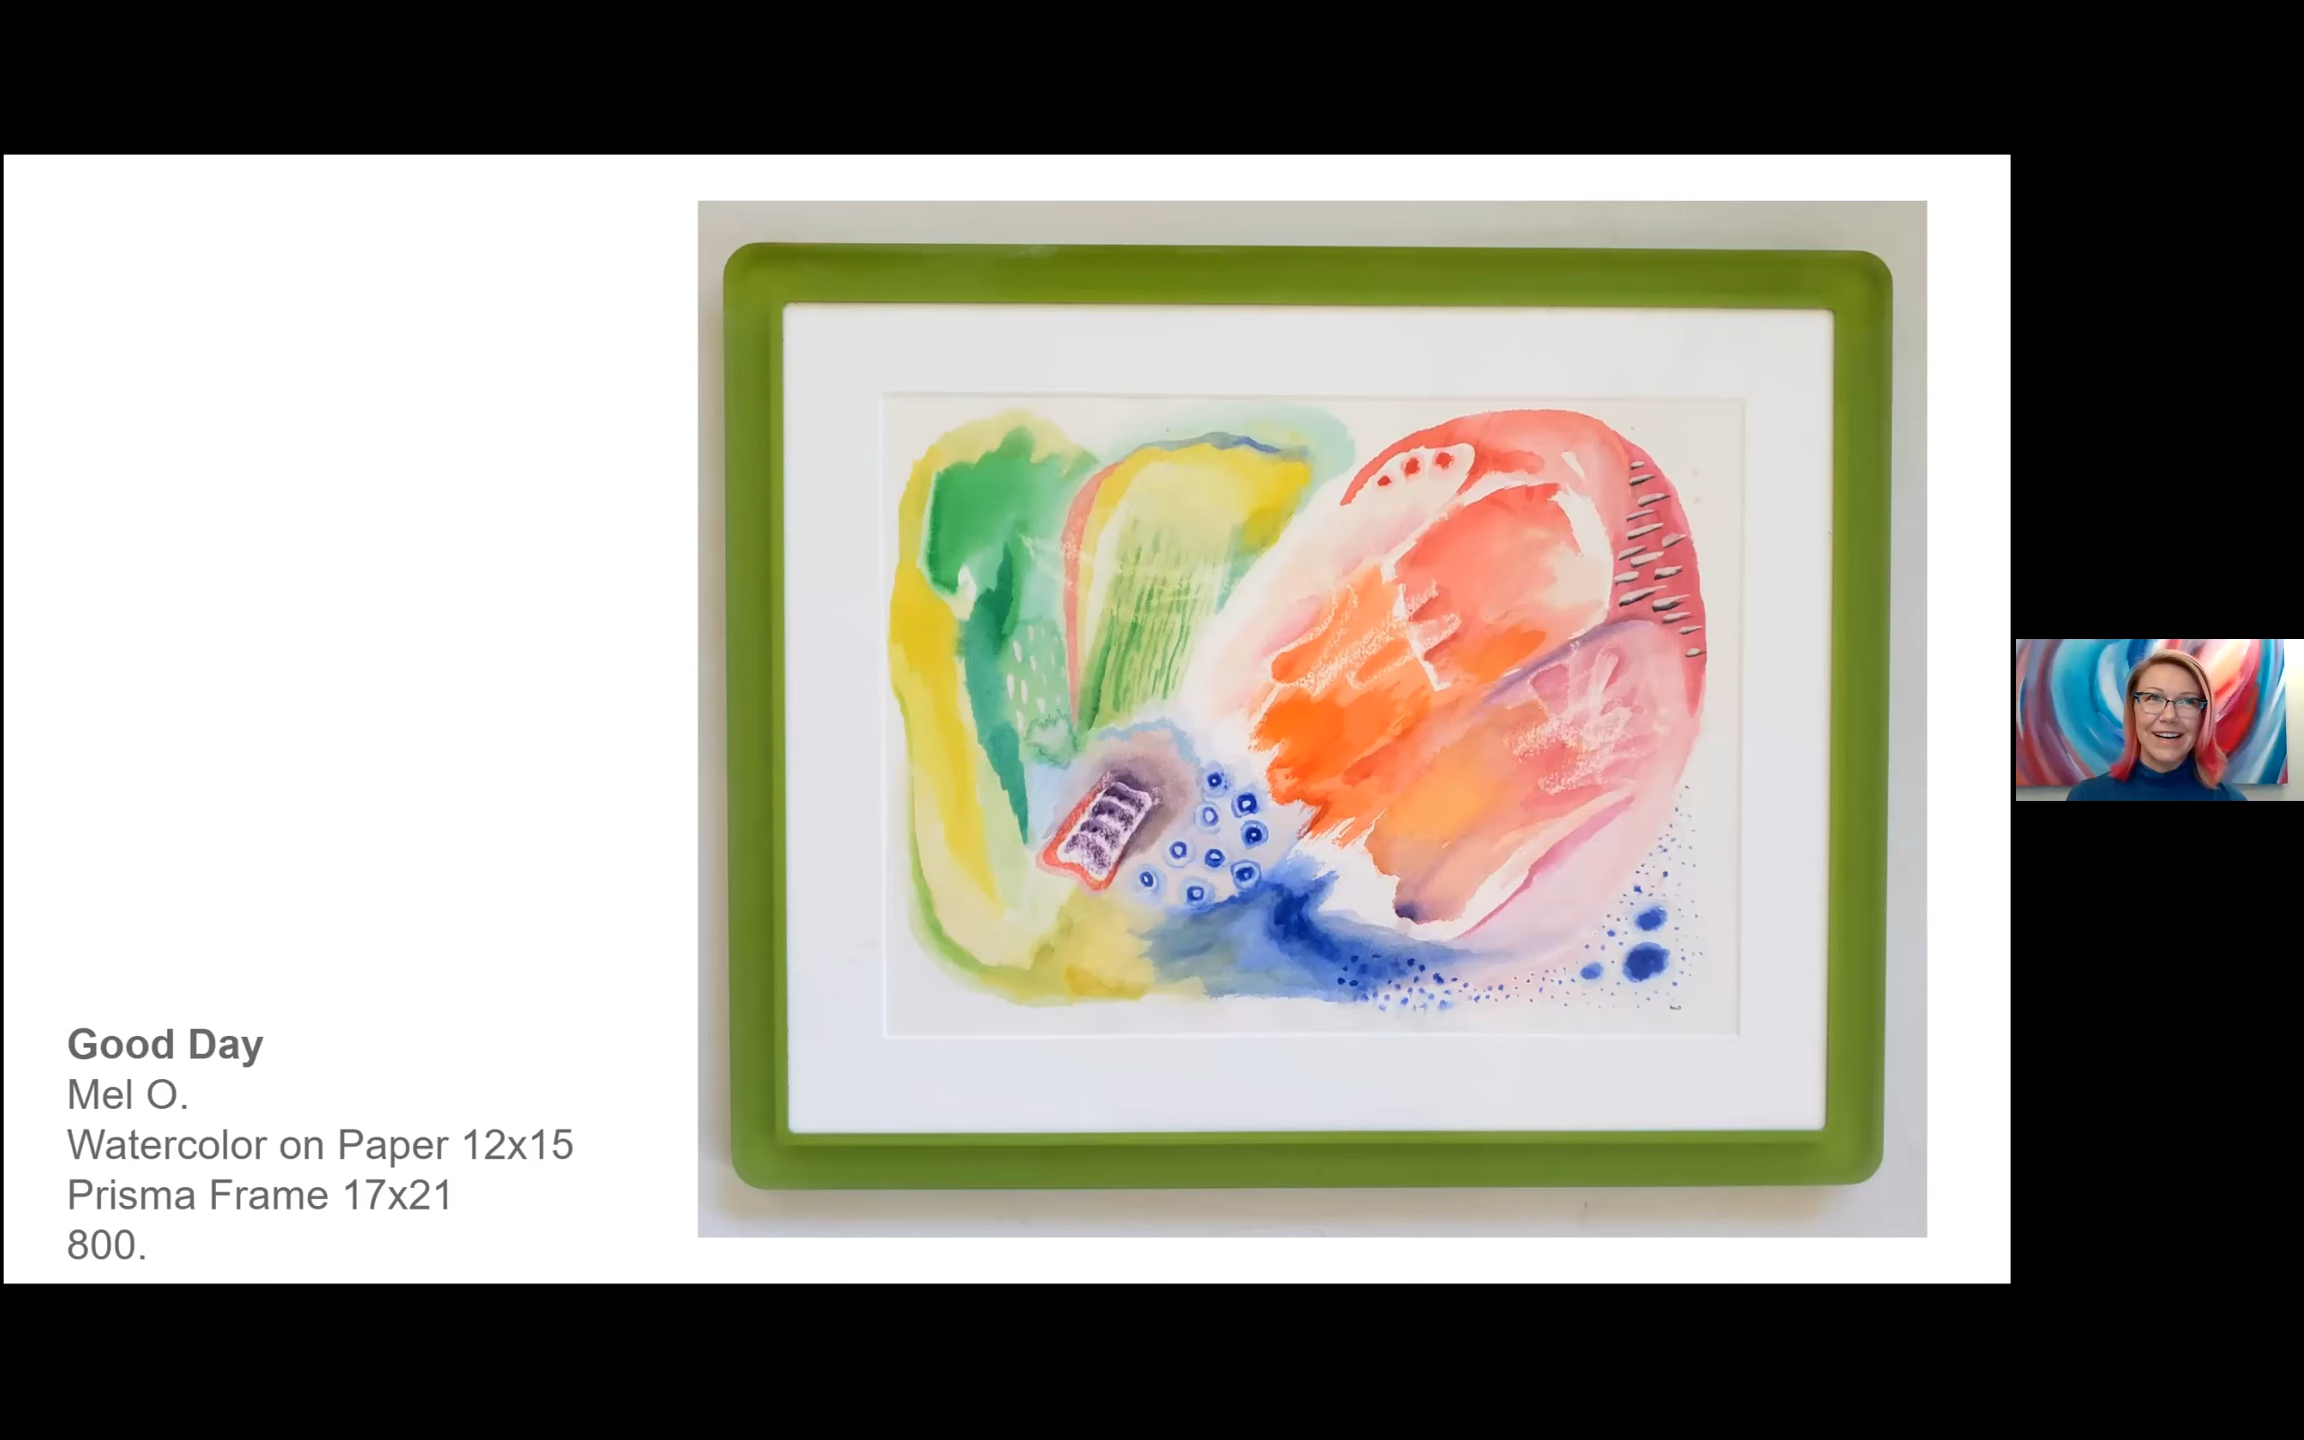 Good Day
Mel O.
Watercolor on Paper 12x15
Prisma Frame 17x21
800.